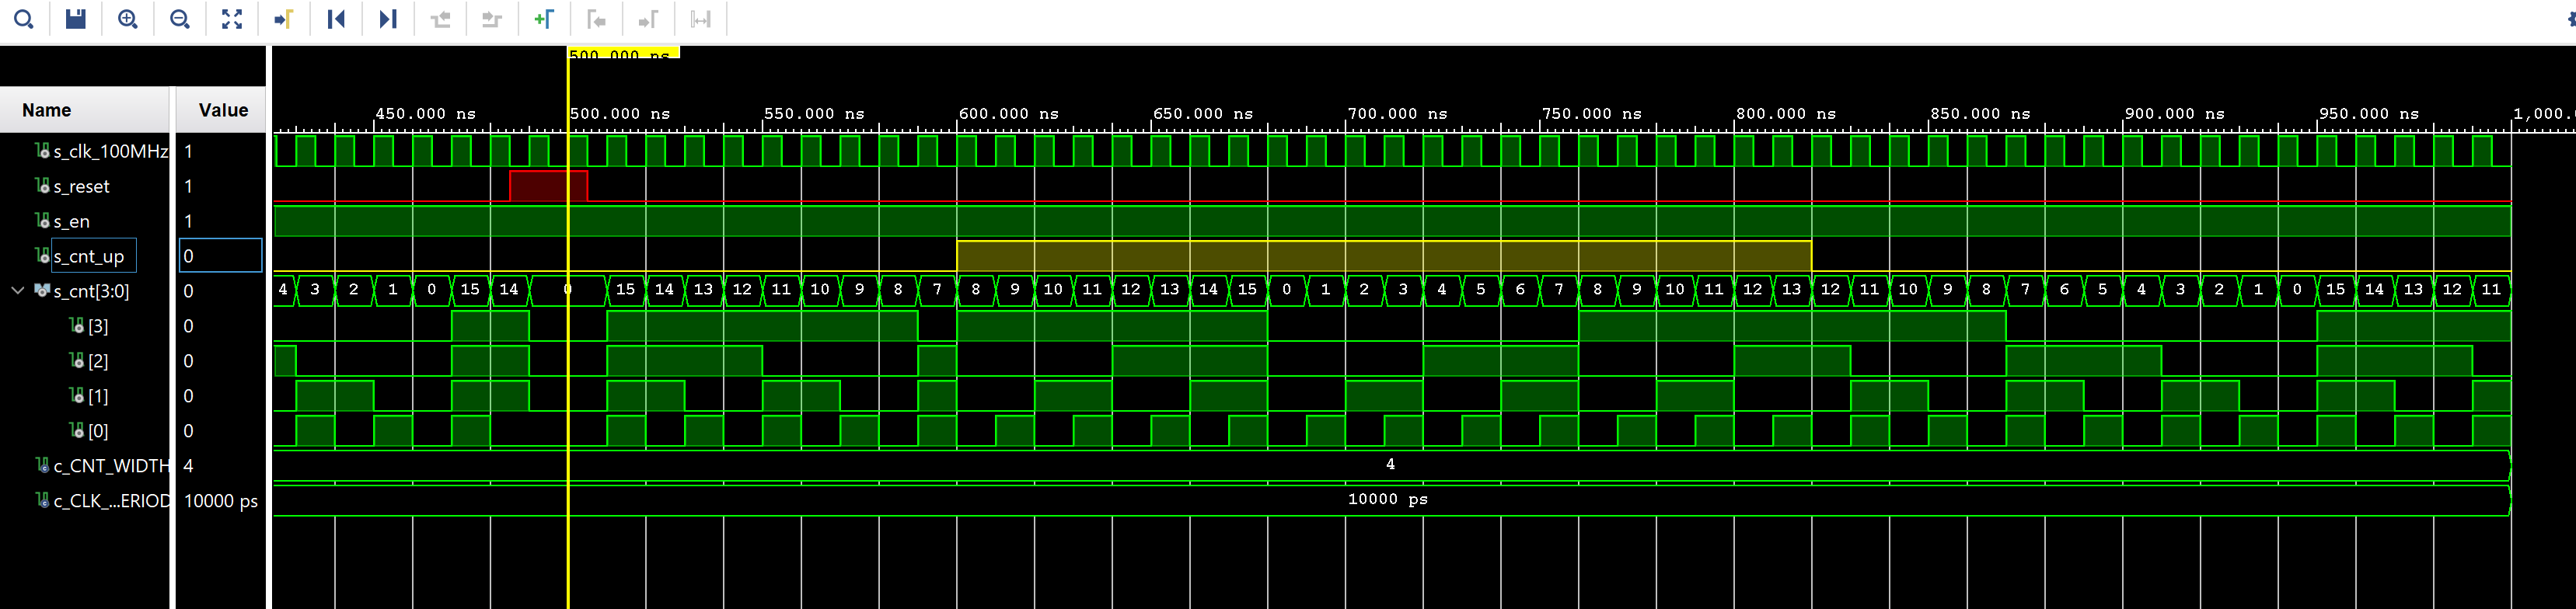 500.000 ns
Name Value
450.000 ns 500.000 ns 550.000 ns 600.000 ns 650.000 ns 700.000 ns 750.000 ns 800.000 ns 850.000 ns 900.000 ns 950.000 ns 1,000.
s_clk_100MHz 1
s_reset 1
s_en 1
s_cnt_up 0
s_cnt[3:0] 0 4 3 2 1 0 15 14 0 15 14 13 12 11 10 9 8 7 8 9 10 11 12 13 14 15 0 1 2 3 4 5 6 7 8 9 10 11 12 13 12 11 10 9 8 7 6 5 4 3 2 1 0 15 14 13 12 11
[3] 0
[2] 0
[1] 0
[0] 0
c_CNT_WIDTH 4 4
c_CLK_...ERIOD 10000 ps 10000 ps